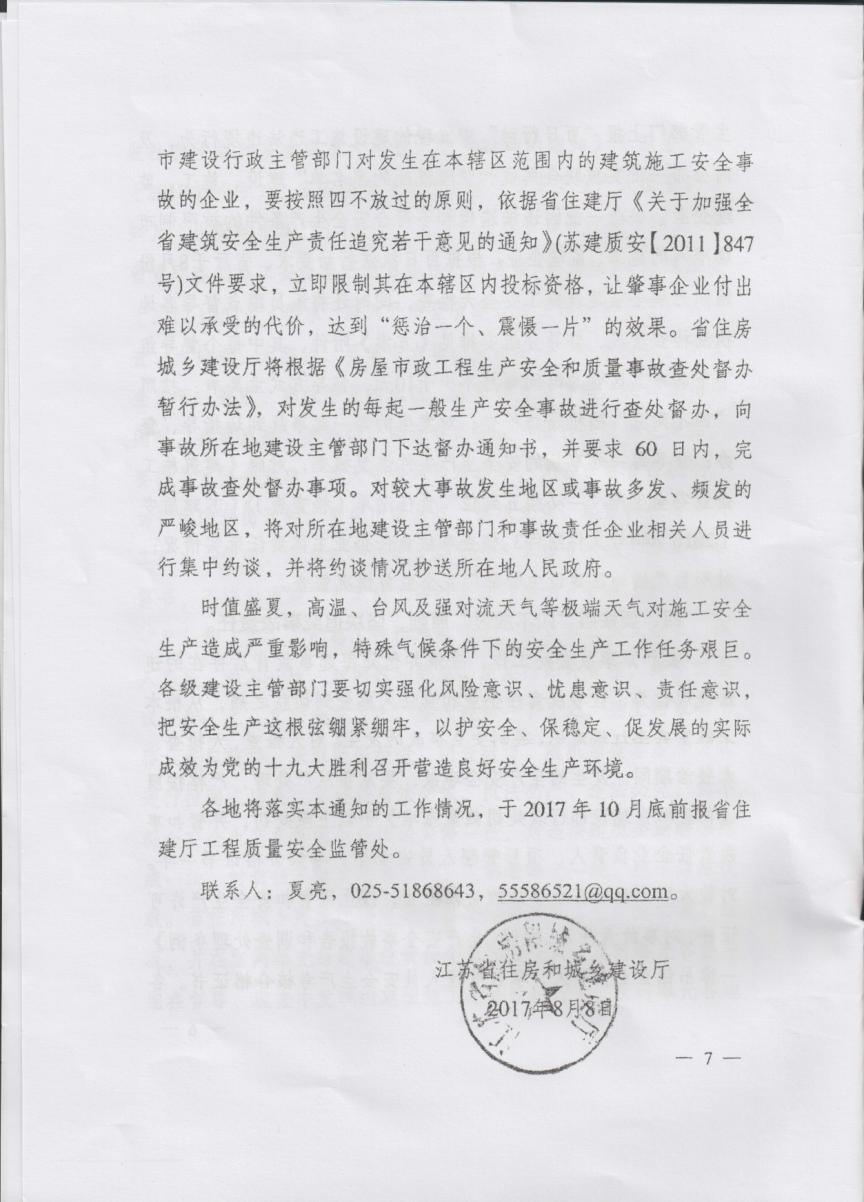 市建设行政主管部门对发生在本辖区范围内的建筑施工安全事
故的企业，要按照四不放过的原则，依据省住建厅《关于加强全
省建筑安全生产责任追究若干意见的通知》(苏建质安【2011】847
号)文件要求，立即限制其在本辖区内投标资格，让肇事企业付出
难以承受的代价，达到“惩治一个、震慑一片”的效果。省住房
城乡建设厅将根据《房屋市政工程生产安全和质量事故查处督办
暂行办法》，对发生的每起一般生产安全事故进行查处督办，向
事故所在地建设主管部门下达督办通知书，并要求 60 日内，完
成事故查处督办事项。对较大事故发生地区或事故多发、频发的
严峻地区，将对所在地建设主管部门和事故责任企业相关人员进
行集中约谈，并将约谈情况抄送所在地人民政府。
时值盛夏，高温、台风及强对流天气等极端天气对施工安全
生产造成严重影响，特殊气候条件下的安全生产工作任务艰巨。
各级建设主管部门要切实强化风险意识、忧患意识、责任意识，
把安全生产这根弦绷紧绷牢，以护安全、保稳定、促发展的实际
成效为党的十九大胜利召开营造良好安全生产环境。
各地将落实本通知的工作情况，于 2017 年 10 月底前报省住
建厅工程质量安全监管处。
联系人：夏亮，025-51868643，55586521@qq.com。
江苏省住房和城乡建设厅
2017年8月8日
— 7 —